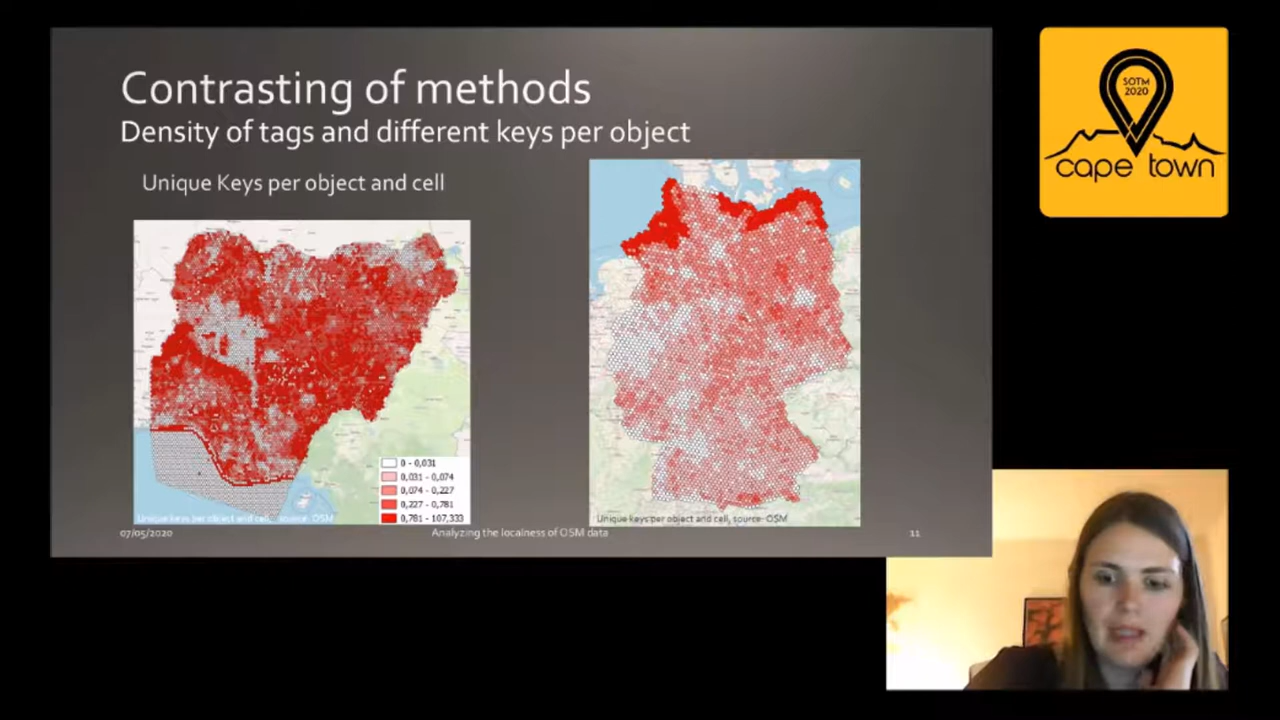 Contrasting of methods
Density of tags and different keys per object
Unique Keys per object and cell
0 - 0,031
0,031 - 0,074
0,074 - 0,227
0,227 - 0,781
0,781 - 107,333
Unique keys per object and cell, source: OSM
Unique keys per object and cell, source: OSM
07/05/2020
Analyzing the localness of OSM data
11
SOTM
2020
cape town